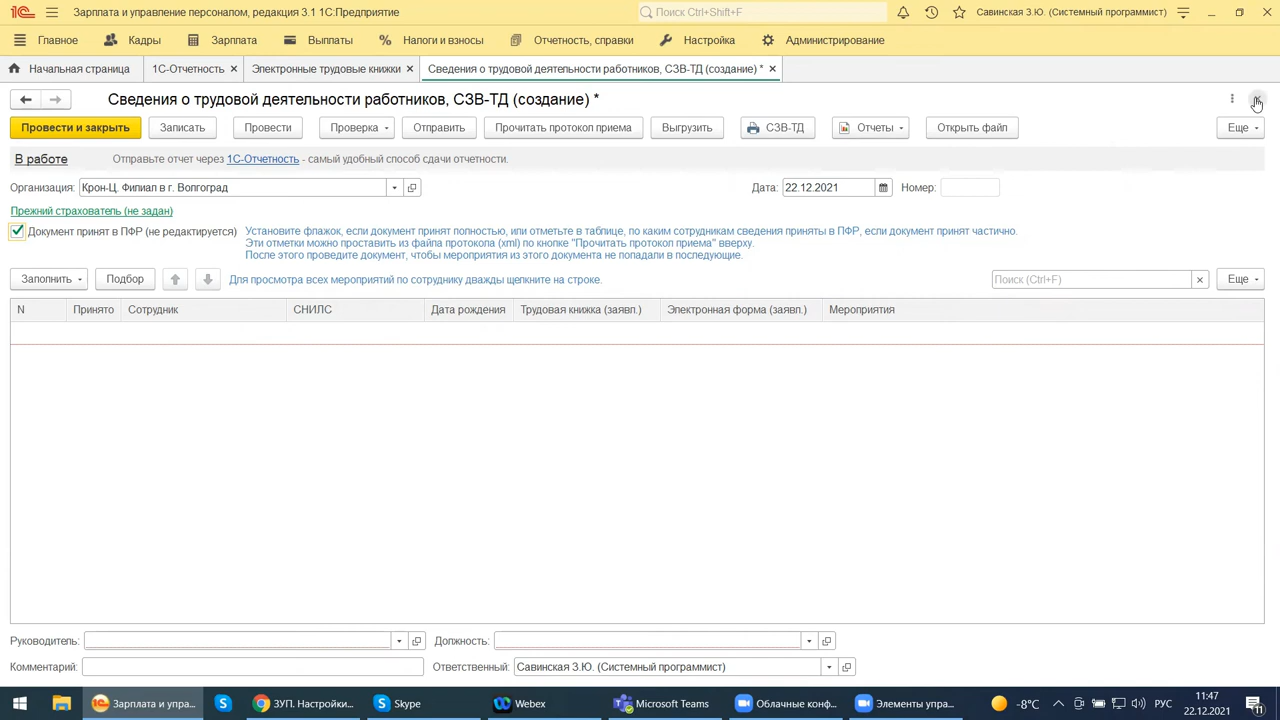 Зарплата и управление персоналом, редакция 3.1 1С:Предприятие
Поиск Ctrl+Shift+F
Савинская З.Ю. (Системный программист)
Главное Кадры Зарплата Выплаты Налоги и взносы Отчетность, справки Настройка Администрирование
Начальная страница 1С-Отчетность Электронные трудовые книжки Сведения о трудовой деятельности работников, СЗВ-ТД (создание) *
Сведения о трудовой деятельности работников, СЗВ-ТД (создание) *
Провести и закрыть Записать Провести Проверка Отправить Прочитать протокол приема Выгрузить СЗВ-ТД Отчеты Открыть файл Еще
В работе Отправьте отчет через 1С-Отчетность - самый удобный способ сдачи отчетности.
Организация: Крон-Ц. Филиал в г. Волгоград Дата: 22.12.2021 Номер:
Прежний страхователь (не задан)
Документ принят в ПФР (не редактируется) Установите флажок, если документ принят полностью, или отметьте в таблице, по каким сотрудникам сведения приняты в ПФР, если документ принят частично.
Эти отметки можно проставить из файла протокола (xml) по кнопке "Прочитать протокол приема" вверху.
После этого проведите документ, чтобы мероприятия из этого документа не попадали в последующие.
Заполнить Подбор Для просмотра всех мероприятий по сотруднику дважды щелкните на строке. Поиск (Ctrl+F) Еще
N Принято Сотрудник СНИЛС Дата рождения Трудовая книжка (заявл.) Электронная форма (заявл.) Мероприятия
Руководитель: Должность:
Комментарий: Ответственный: Савинская З.Ю. (Системный программист)
Зарплата и упра... ЗУП. Настройки... Skype Webex Microsoft Teams Облачные конф... Элементы упра... -8°C РУС
11:47
22.12.2021
11